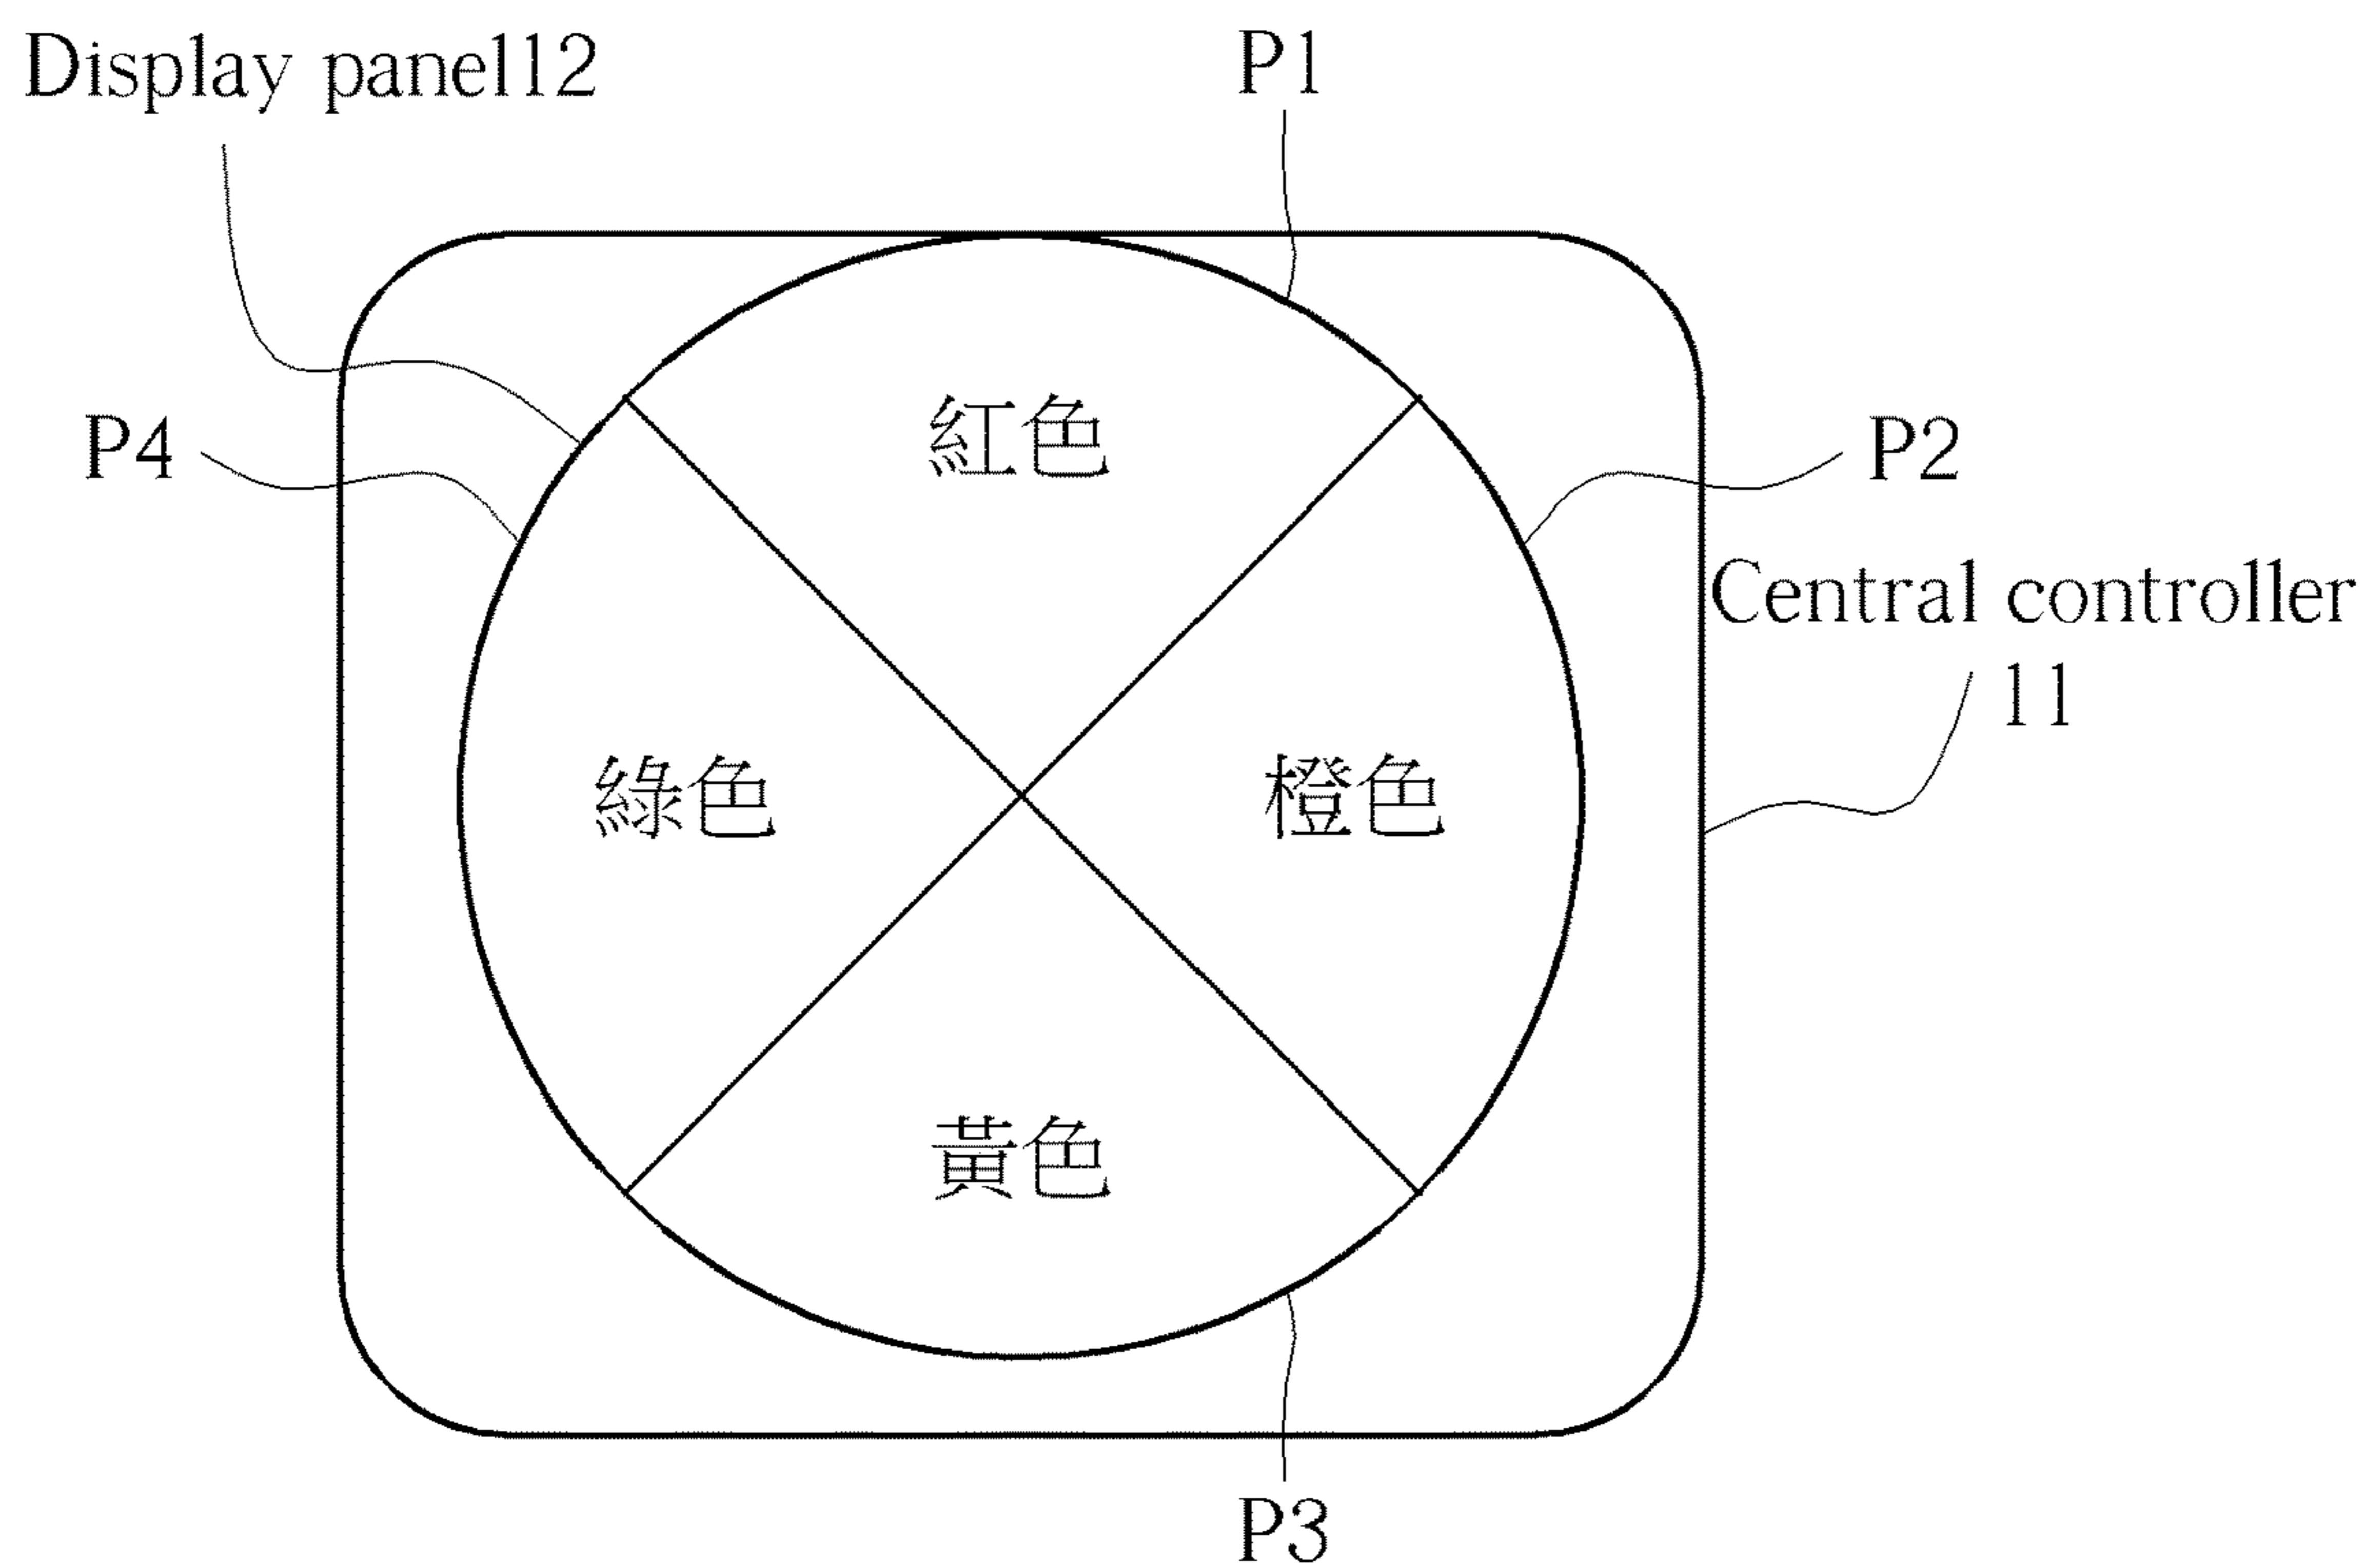 Display panel12
P1
紅色
P4
P2
Central controller
11
綠色
橙色
黃色
P3